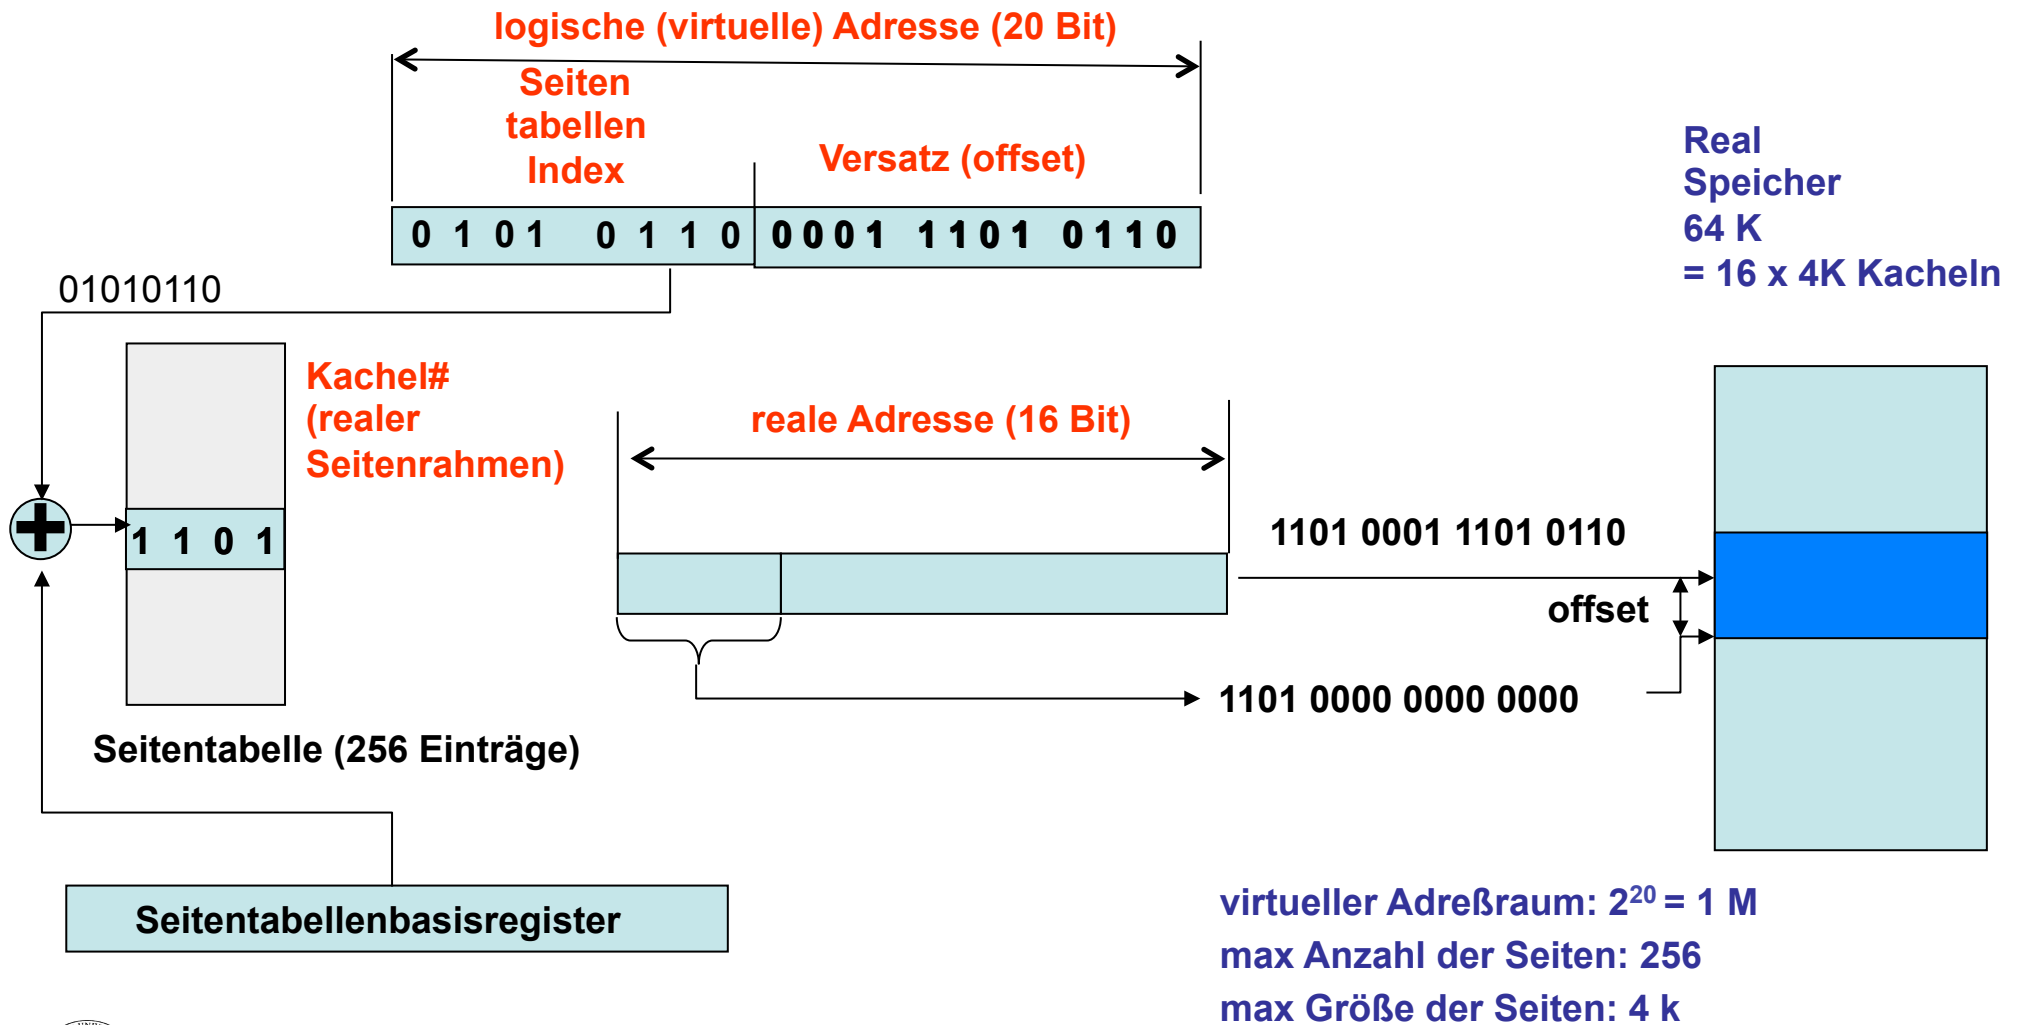 logische (virtuelle) Adresse (20 Bit)
Seiten
tabellen
Index
Versatz (offset)
0 1 0 1 0 1 1 0 0 0 0 1 1 1 0 1 0 1 1 0
Real
Speicher
64 K
= 16 x 4K Kacheln
01010110
Kachel#
(realer
Seitenrahmen)
reale Adresse (16 Bit)
1 1 0 1
1101 0001 1101 0110
offset
1101 0000 0000 0000
Seitentabelle (256 Einträge)
Seitentabellenbasisregister
virtueller Adreßraum: 2²⁰ = 1 M
max Anzahl der Seiten: 256
max Größe der Seiten: 4 k